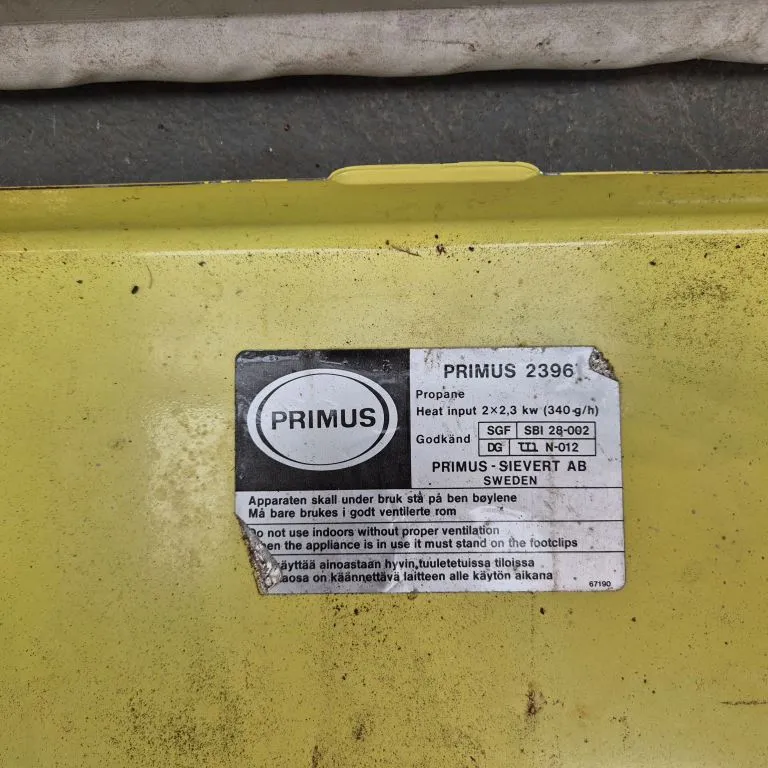 PRIMUS
PRIMUS 2396
Propane
Heat input 2×2,3 kw (340 g/h)
Godkänd
SGF SBI 28-002
DG N-012
PRIMUS - SIEVERT AB
SWEDEN
Apparaten skall under bruk stå på ben bøylene
Må bare brukes i godt ventilerte rom
not use indoors without proper ventilation
the appliance is in use it must stand on the footclips
ainoastaan hyvin,tuuletetuissa tiloissa
on käännettävä laitteen alle käytön aikana
67190